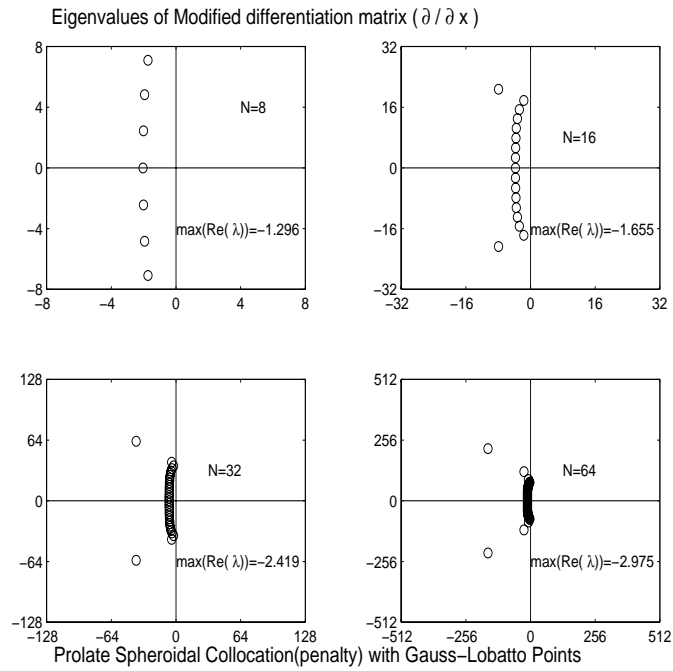 Eigenvalues of Modified differentiation matrix ( ∂ / ∂ x )
8
4
0
−4
−8
−8 −4 0 4 8
N=8
max(Re( λ))=−1.296
32
16
0
−16
−32
−32 −16 0 16 32
N=16
max(Re( λ))=−1.655
128
64
0
−64
−128
−128 −64 0 64 128
N=32
max(Re( λ))=−2.419
512
256
0
−256
−512
−512 −256 0 256 512
N=64
max(Re( λ))=−2.975
Prolate Spheroidal Collocation(penalty) with Gauss−Lobatto Points